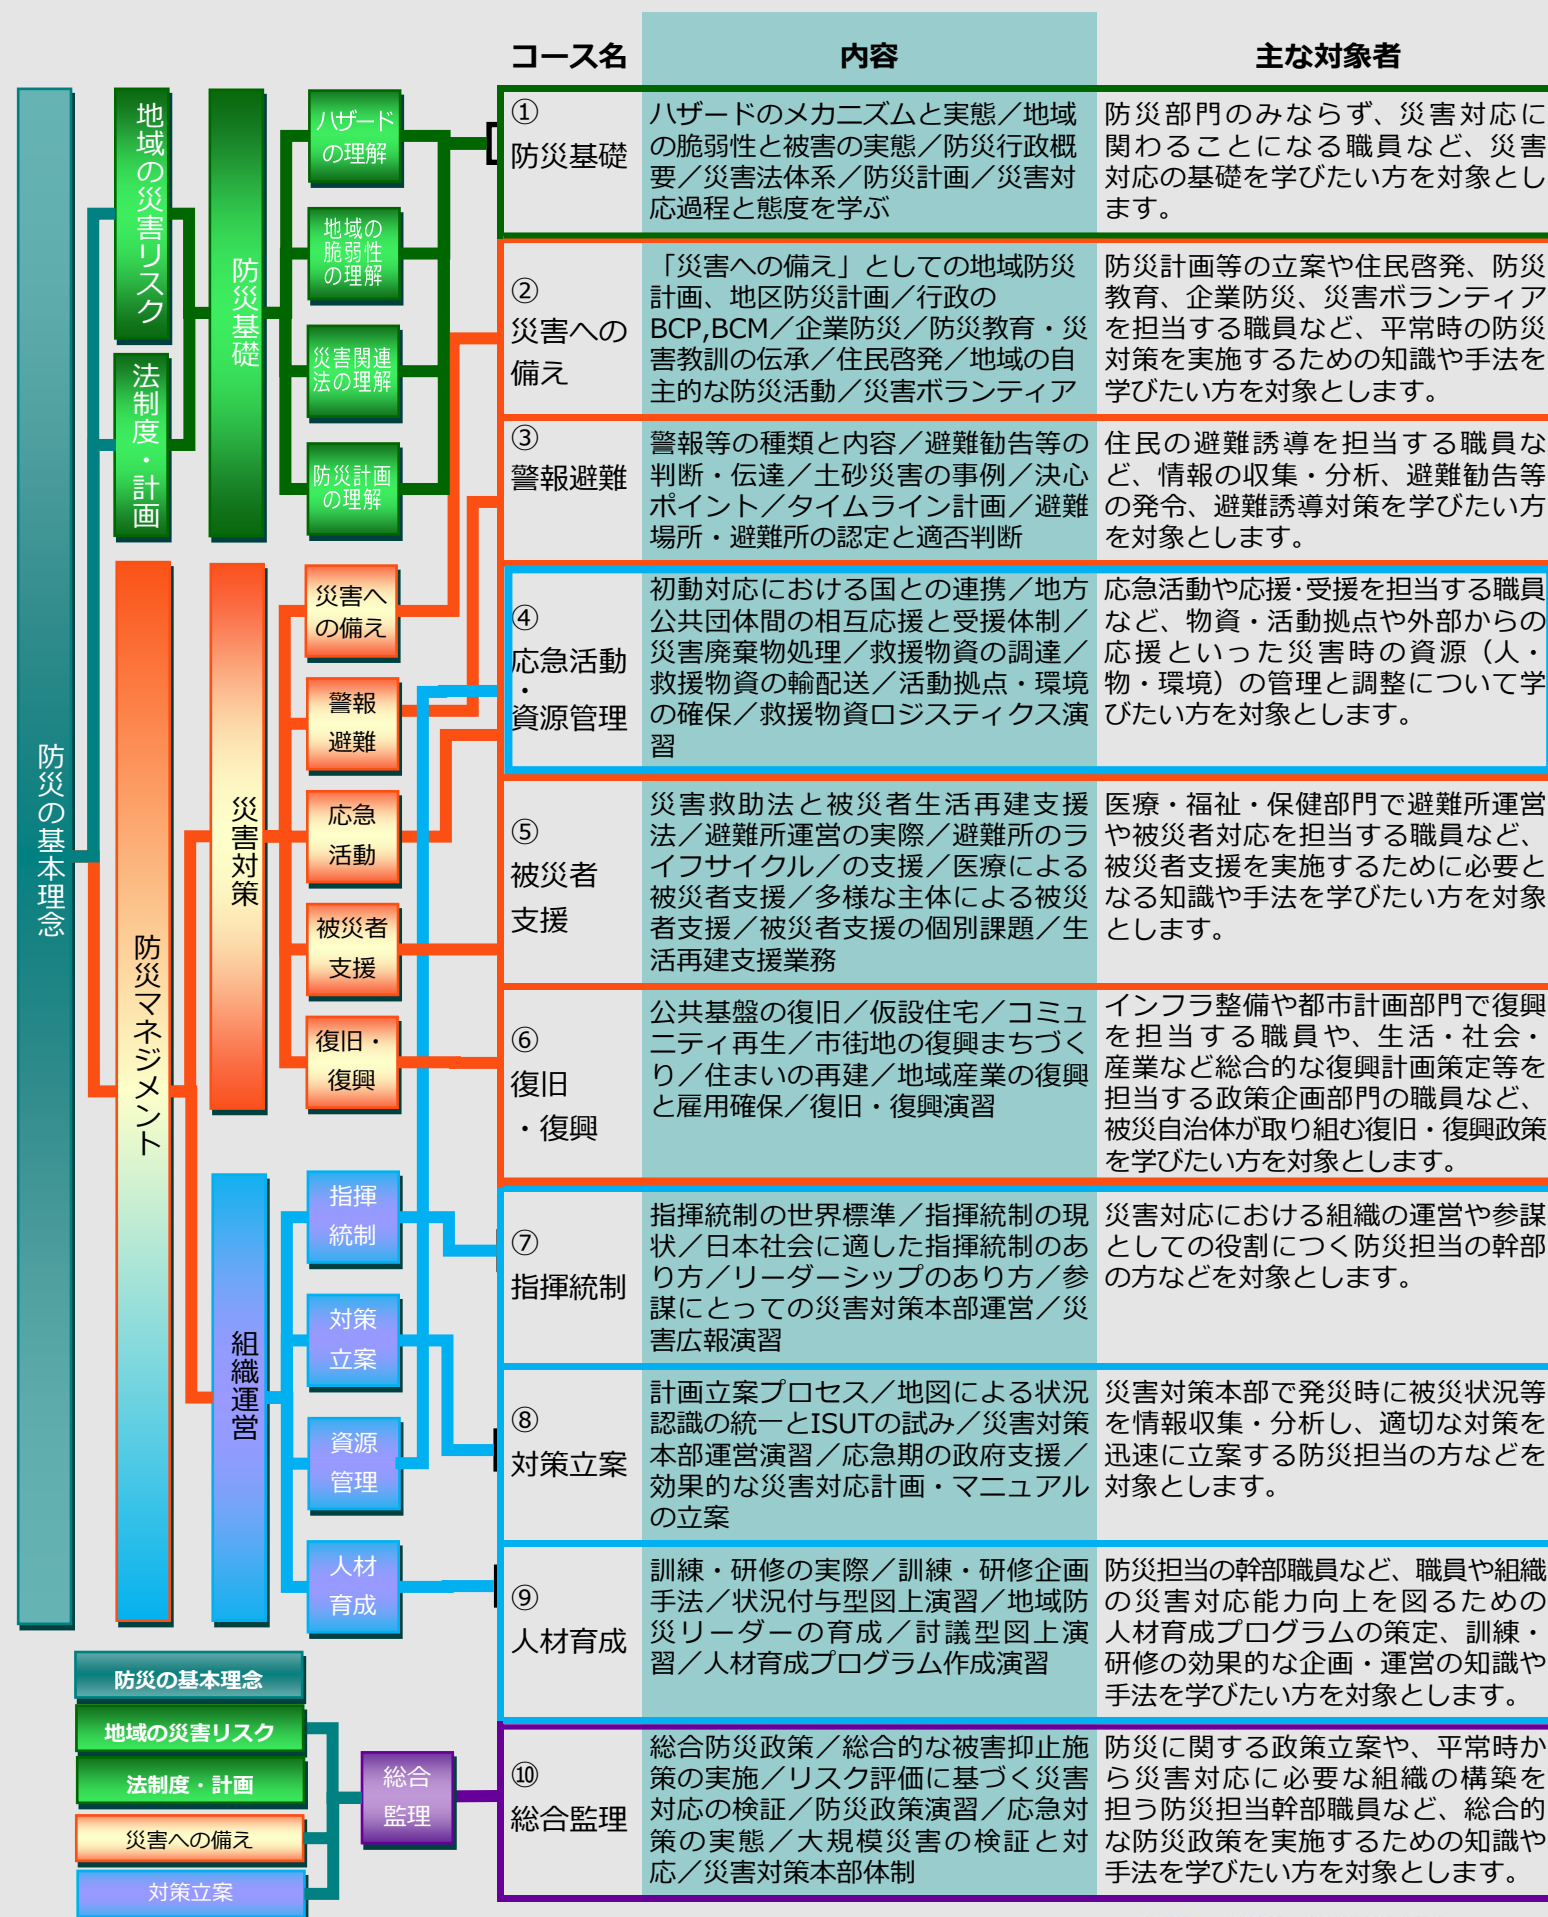 コース名
内容
主な対象者
防災の基本理念
地域の災害リスク
法制度・計画
防災マネジメント
防災基礎
災害対策
組織運営
ハザード
の理解
地域の
脆弱性
の理解
災害関連
法の理解
防災計画
の理解
災害へ
の備え
警報
避難
応急
活動
被災者
支援
復旧・
復興
指揮
統制
対策
立案
資源
管理
人材
育成
①
防災基礎
ハザードのメカニズムと実態／地域
の脆弱性と被害の実態／防災行政概
要／災害法体系／防災計画／災害対
応過程と態度を学ぶ
防災部門のみならず、災害対応に
関わることになる職員など、災害
対応の基礎を学びたい方を対象とし
ます。
②
災害への
備え
「災害への備え」としての地域防災
計画、地区防災計画／行政の
BCP,BCM／企業防災／防災教育・災
害教訓の伝承／住民啓発／地域の自
主的な防災活動／災害ボランティア
防災計画等の立案や住民啓発、防災
教育、企業防災、災害ボランティア
を担当する職員など、平常時の防災
対策を実施するための知識や手法を
学びたい方を対象とします。
③
警報避難
警報等の種類と内容／避難勧告等の
判断・伝達／土砂災害の事例／決心
ポイント／タイムライン計画／避難
場所・避難所の認定と適否判断
住民の避難誘導を担当する職員な
ど、情報の収集・分析、避難勧告等
の発令、避難誘導対策を学びたい方
を対象とします。
④
応急活動
・
資源管理
初動対応における国との連携／地方
公共団体間の相互応援と受援体制／
災害廃棄物処理／救援物資の調達／
救援物資の輸配送／活動拠点・環境
の確保／救援物資ロジスティクス演
習
応急活動や応援・受援を担当する職員
など、物資・活動拠点や外部からの
応援といった災害時の資源（人・
物・環境）の管理と調整について学
びたい方を対象とします。
⑤
被災者
支援
災害救助法と被災者生活再建支援
法／避難所運営の実際／避難所のラ
イフサイクル／の支援／医療による
被災者支援／多様な主体による被災
者支援／被災者支援の個別課題／生
活再建支援業務
医療・福祉・保健部門で避難所運営
や被災者対応を担当する職員など、
被災者支援を実施するために必要と
なる知識や手法を学びたい方を対象
とします。
⑥
復旧
・復興
公共基盤の復旧／仮設住宅／コミュ
ニティ再生／市街地の復興まちづく
り／住まいの再建／地域産業の復興
と雇用確保／復旧・復興演習
インフラ整備や都市計画部門で復興
を担当する職員や、生活・社会・
産業など総合的な復興計画策定等を
担当する政策企画部門の職員など、
被災自治体が取り組む復旧・復興政策
を学びたい方を対象とします。
⑦
指揮統制
指揮統制の世界標準／指揮統制の現
状／日本社会に適した指揮統制のあ
り方／リーダーシップのあり方／参
謀にとっての災害対策本部運営／災
害広報演習
災害対応における組織の運営や参謀
としての役割につく防災担当の幹部
の方などを対象とします。
⑧
対策立案
計画立案プロセス／地図による状況
認識の統一とISUTの試み／災害対策
本部運営演習／応急期の政府支援／
効果的な災害対応計画・マニュアル
の立案
災害対策本部で発災時に被災状況等
を情報収集・分析し、適切な対策を
迅速に立案する防災担当の方などを
対象とします。
⑨
人材育成
訓練・研修の実際／訓練・研修企画
手法／状況付与型図上演習／地域防
災リーダーの育成／討議型図上演
習／人材育成プログラム作成演習
防災担当の幹部職員など、職員や組織
の災害対応能力向上を図るための
人材育成プログラムの策定、訓練・
研修の効果的な企画・運営の知識や
手法を学びたい方を対象とします。
防災の基本理念
地域の災害リスク
法制度・計画
災害への備え
対策立案
総合
監理
⑩
総合監理
総合防災政策／総合的な被害抑止施
策の実施／リスク評価に基づく災害
対応の検証／防災政策演習／応急対
策の実態／大規模災害の検証と対
応／災害対策本部体制
防災に関する政策立案や、平常時か
ら災害対応に必要な組織の構築を
担う防災担当幹部職員など、総合的
な防災政策を実施するための知識や
手法を学びたい方を対象とします。